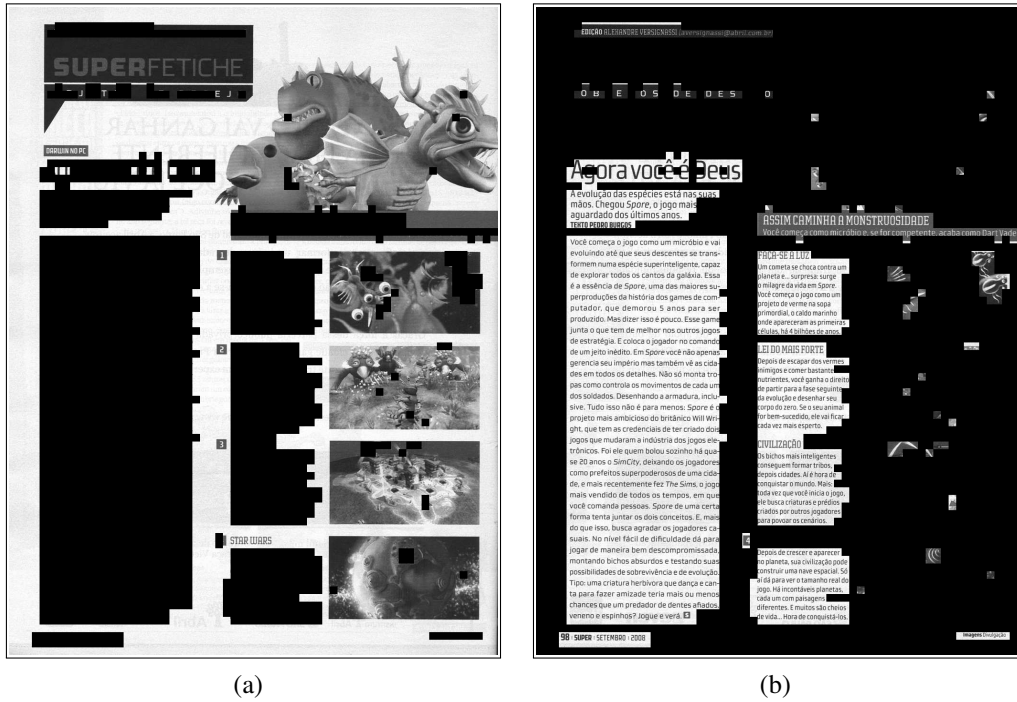 SUPERFETICHE
DARWIN NO PC
1
2
3
STAR WARS
(a)
EDIÇÃO ALEXANDRE VERSIGNASSI (aversignassi@abril.com.br)
Agora você é Deus
A evolução das espécies está nas suas
mãos. Chegou Spore, o jogo mais
aguardado dos últimos anos.
TEXTO PEDRO BURGOS
Você começa o jogo como um micróbio e vai
evoluindo até que seus descentes se trans-
formem numa espécie superinteligente, capaz
de explorar todos os cantos da galáxia. Essa
é a essência de Spore, uma das maiores su-
perproduções da história dos games de com-
putador, que demorou 5 anos para ser
produzido. Mas dizer isso é pouco. Esse game
junta o que tem de melhor nos outros jogos
de estratégia. E coloca o jogador no comando
de um jeito inédito. Em Spore você não apenas
gerencia seu império mas também vê as cida-
des em todos os detalhes. Não só monta tro-
pas como controla os movimentos de cada um
dos soldados. Desenhando a armadura, inclu-
sive. Tudo isso não é para menos: Spore é o
projeto mais ambicioso do britânico Will Wri-
ght, que tem as credenciais de ter criado dois
jogos que mudaram a indústria dos jogos ele-
trônicos. Foi ele quem bolou sozinho há qua-
se 20 anos o SimCity, deixando os jogadores
como prefeitos superpoderosos de uma cida-
de, e mais recentemente fez The Sims, o jogo
mais vendido de todos os tempos, em que
você comanda pessoas. Spore de uma certa
forma tenta juntar os dois conceitos. E, mais
do que isso, busca agradar os jogadores ca-
suais. No nível fácil de dificuldade dá para
jogar de maneira bem descompromissada,
montando bichos absurdos e testando suas
possibilidades de sobrevivência e de evolução.
Tipo: uma criatura herbívora que dança e can-
ta para fazer amizade teria mais ou menos
chances que um predador de dentes afiados,
veneno e espinhos? Jogue e verá.
ASSIM CAMINHA A MONSTRUOSIDADE
Você começa como micróbio e, se for competente, acaba como Dart Vade
FAÇA-SE A LUZ
Um cometa se choca contra um
planeta e... surpresa: surge
o milagre da vida em Spore.
Você começa o jogo como um
projeto de verme na sopa
primordial, o caldo marinho
onde apareceram as primeiras
células, há 4 bilhões de anos.
LEI DO MAIS FORTE
Depois de escapar dos vermes
inimigos e comer bastante
nutrientes, você ganha o direito
de partir para a fase seguinte
da evolução e desenhar seu
corpo do zero. Se o seu animal
for bem-sucedido, ele vai ficar
cada vez mais esperto.
CIVILIZAÇÃO
Os bichos mais inteligentes
conseguem formar tribos,
depois cidades. Aí é hora de
conquistar o mundo. Mais:
toda vez que você inicia o jogo,
ele busca criaturas e prédios
criados por outros jogadores
para povoar os cenários.
4
Depois de crescer e aparecer
no planeta, sua civilização pode
construir uma nave espacial. Só
aí dá para ver o tamanho real do
jogo. Há incontáveis planetas,
cada um com paisagens
diferentes. E muitos são cheios
de vida... Hora de conquistá-los.
98 | SUPER | SETEMBRO | 2008
Imagens Divulgação
(b)